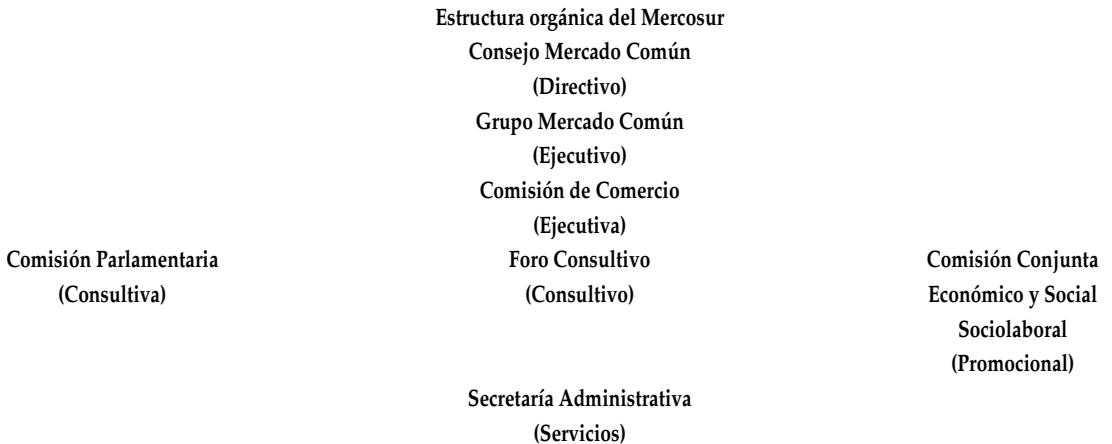 Estructura orgánica del Mercosur
Consejo Mercado Común
(Directivo)
Grupo Mercado Común
(Ejecutivo)
Comisión de Comercio
(Ejecutiva)
Comisión Parlamentaria Foro Consultivo Comisión Conjunta
(Consultiva) (Consultivo) Económico y Social
Sociolaboral
(Promocional)
Secretaría Administrativa
(Servicios)